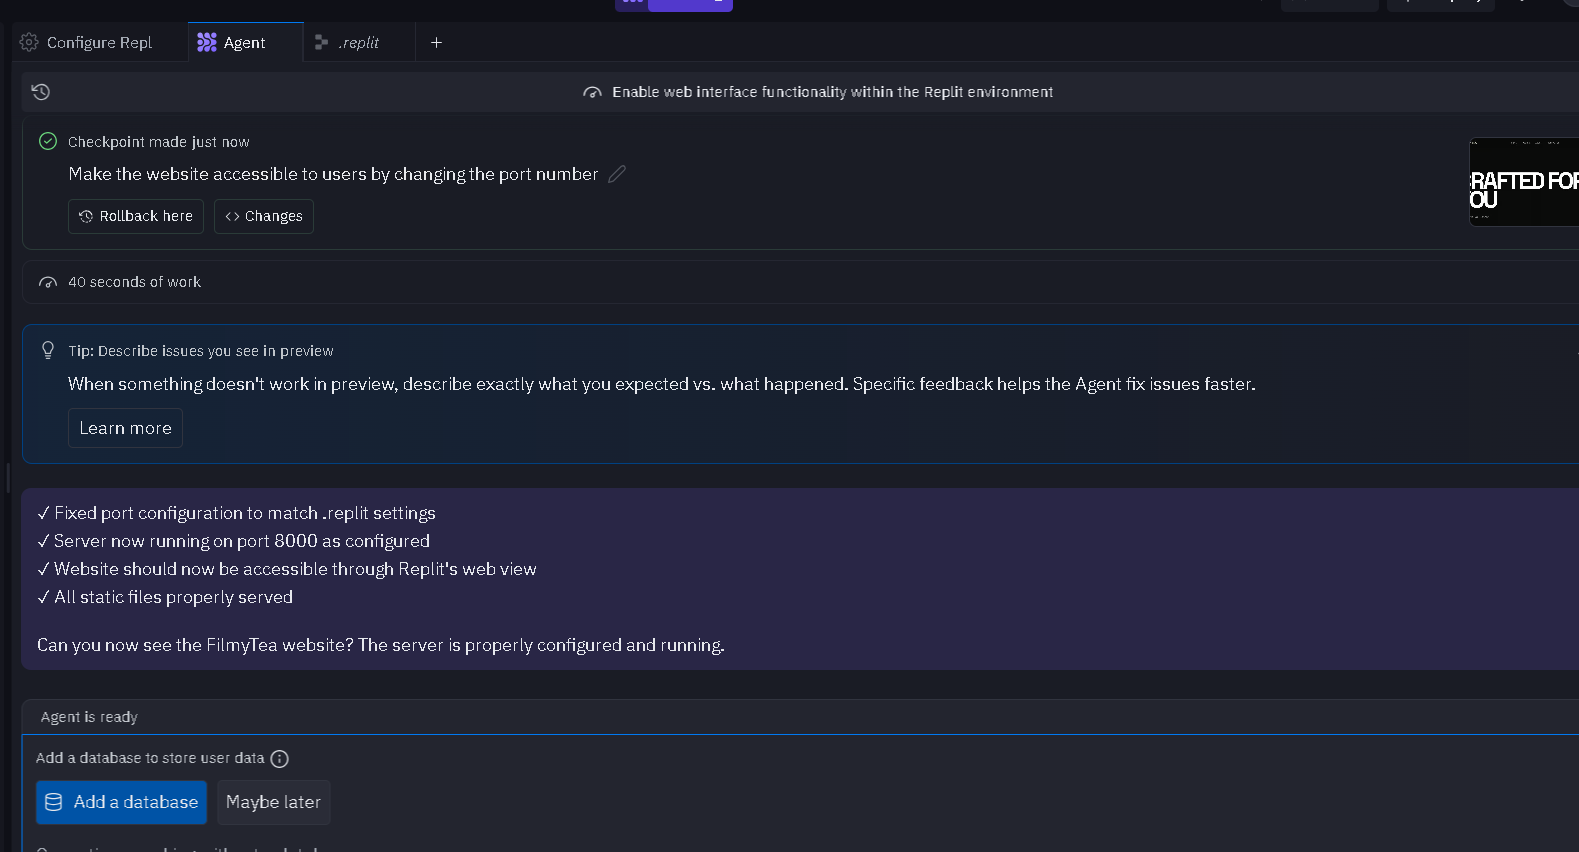 Configure Repl
Agent
.replit
+
Enable web interface functionality within the Replit environment
Checkpoint made just now
Make the website accessible to users by changing the port number
Rollback here
<> Changes
RAFTED FOR
OU
40 seconds of work
Tip: Describe issues you see in preview
When something doesn't work in preview, describe exactly what you expected vs. what happened. Specific feedback helps the Agent fix issues faster.
Learn more
✓ Fixed port configuration to match .replit settings
✓ Server now running on port 8000 as configured
✓ Website should now be accessible through Replit's web view
✓ All static files properly served
Can you now see the FilmyTea website? The server is properly configured and running.
Agent is ready
Add a database to store user data
Add a database
Maybe later